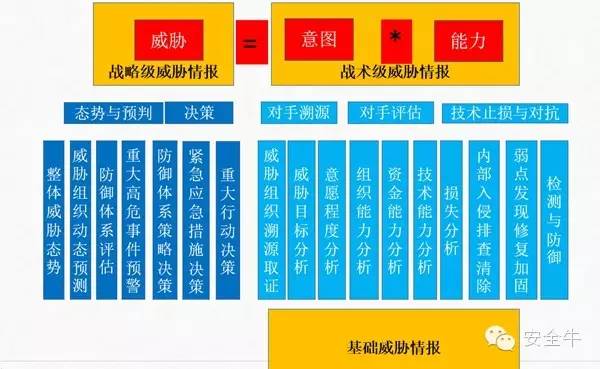 威胁 = 意图 * 能力
战略级威胁情报 战术级威胁情报
态势与预判 决策 对手溯源 对手评估 技术止损与对抗
整体威胁态势
威胁组织动态预测
防御体系评估
重大高危事件预警
防御体系策略决策
紧急应急措施决策
重大行动决策
威胁组织溯源取证
威胁目标分析
意愿程度分析
组织能力分析
资金能力分析
技术能力分析
损失分析
内部入侵排查清除
弱点发现修复加固
检测与防御
基础威胁情报
安全牛